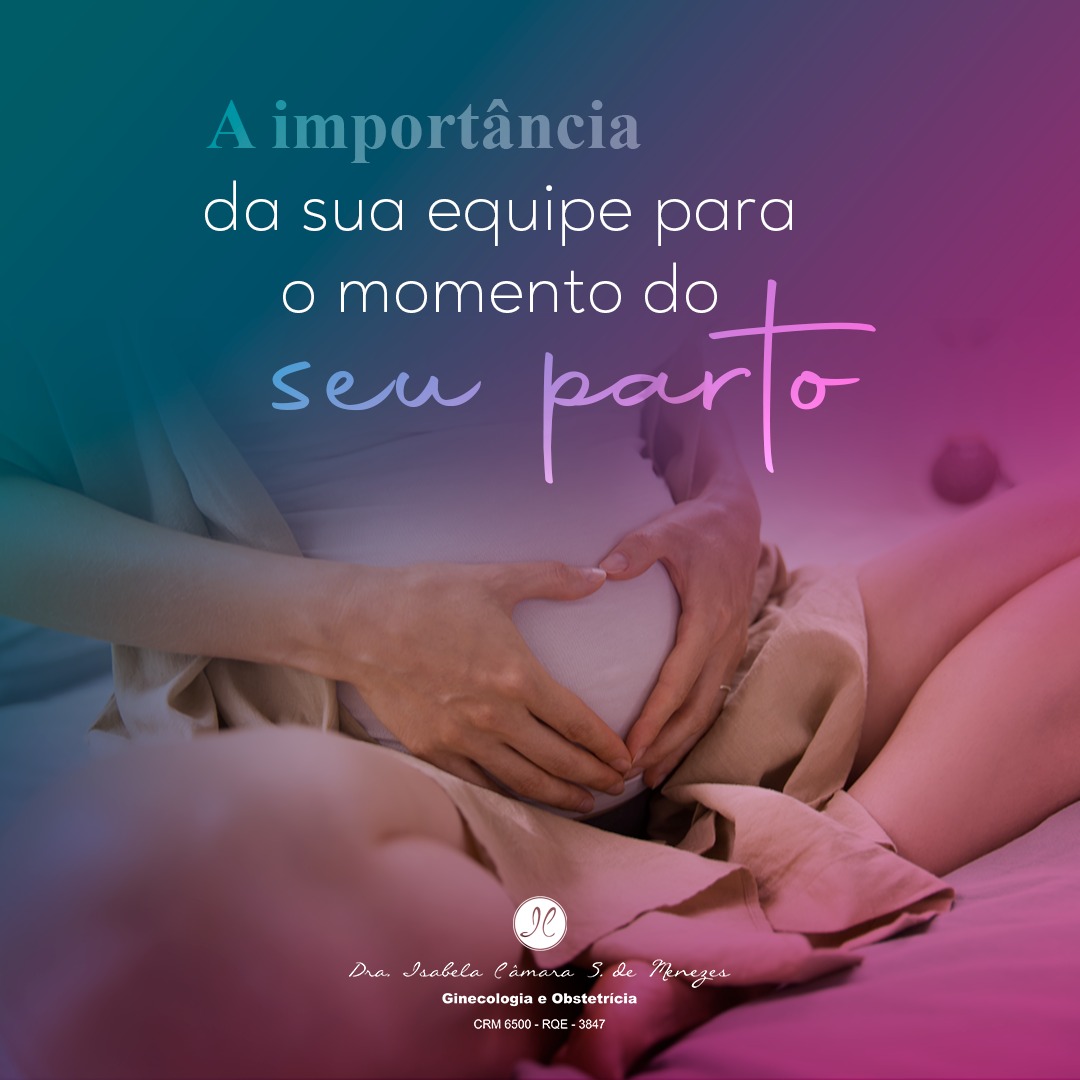 A importância
da sua equipe para
o momento do
seu parto
IC
Dra. Isabela Câmara S. de Menezes
Ginecologia e Obstetrícia
CRM 6500 - RQE - 3847